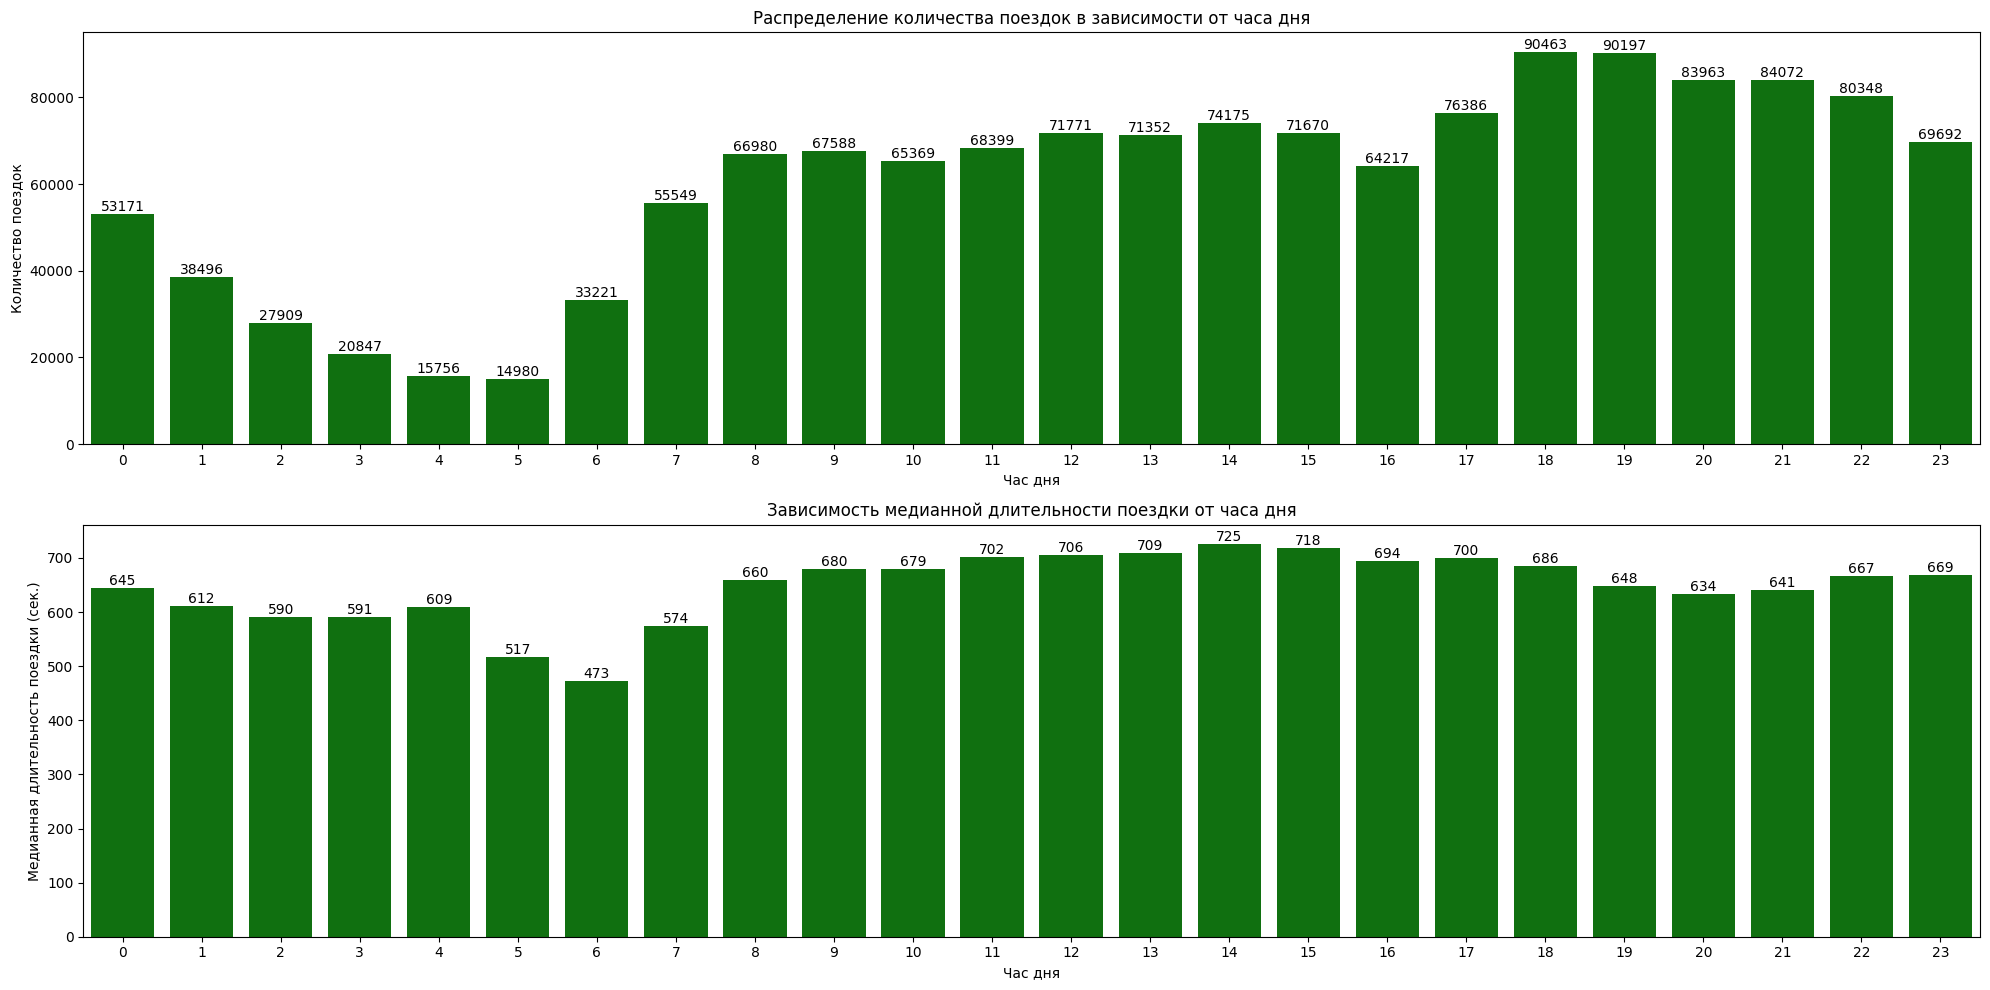 Распределение количества поездок в зависимости от часа дня
Количество поездок
80000
60000
40000
20000
0
53171 38496 27909 20847 15756 14980 33221 55549 66980 67588 65369 68399 71771 71352 74175 71670 64217 76386 90463 90197 83963 84072 80348 69692
0 1 2 3 4 5 6 7 8 9 10 11 12 13 14 15 16 17 18 19 20 21 22 23
Час дня
Зависимость медианной длительности поездки от часа дня
Медианная длительность поездки (сек.)
700
600
500
400
300
200
100
0
645 612 590 591 609 517 473 574 660 680 679 702 706 709 725 718 694 700 686 648 634 641 667 669
0 1 2 3 4 5 6 7 8 9 10 11 12 13 14 15 16 17 18 19 20 21 22 23
Час дня